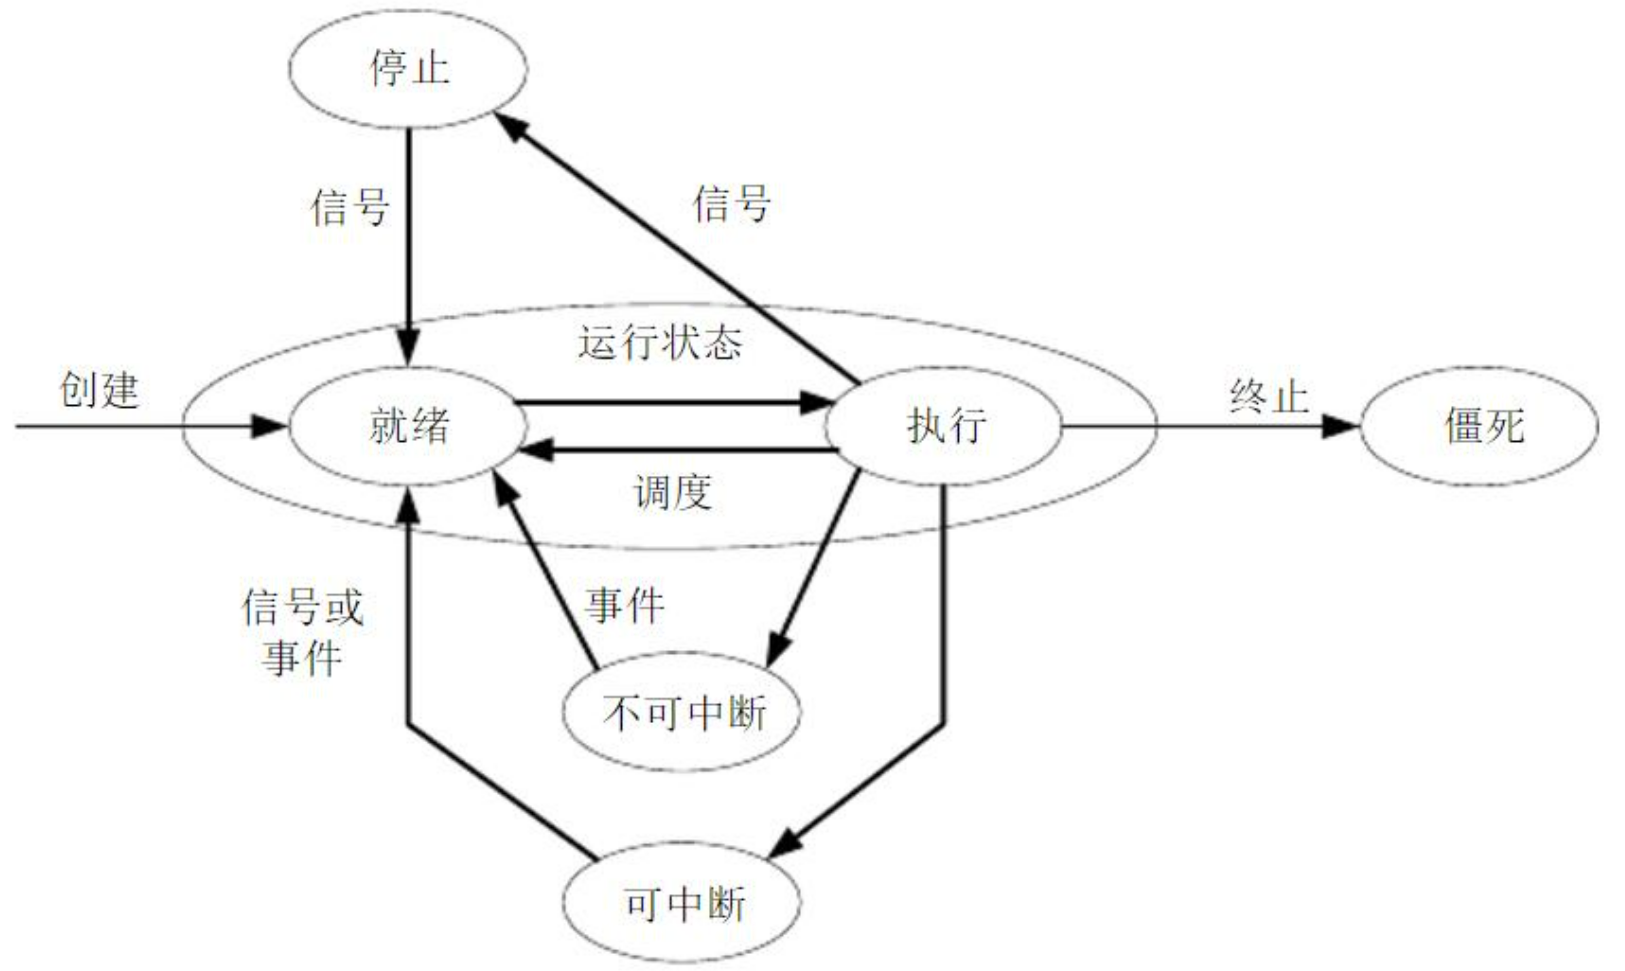 停止
信号
信号
运行状态
创建
就绪
执行
终止
僵死
调度
信号或
事件
事件
不可中断
可中断